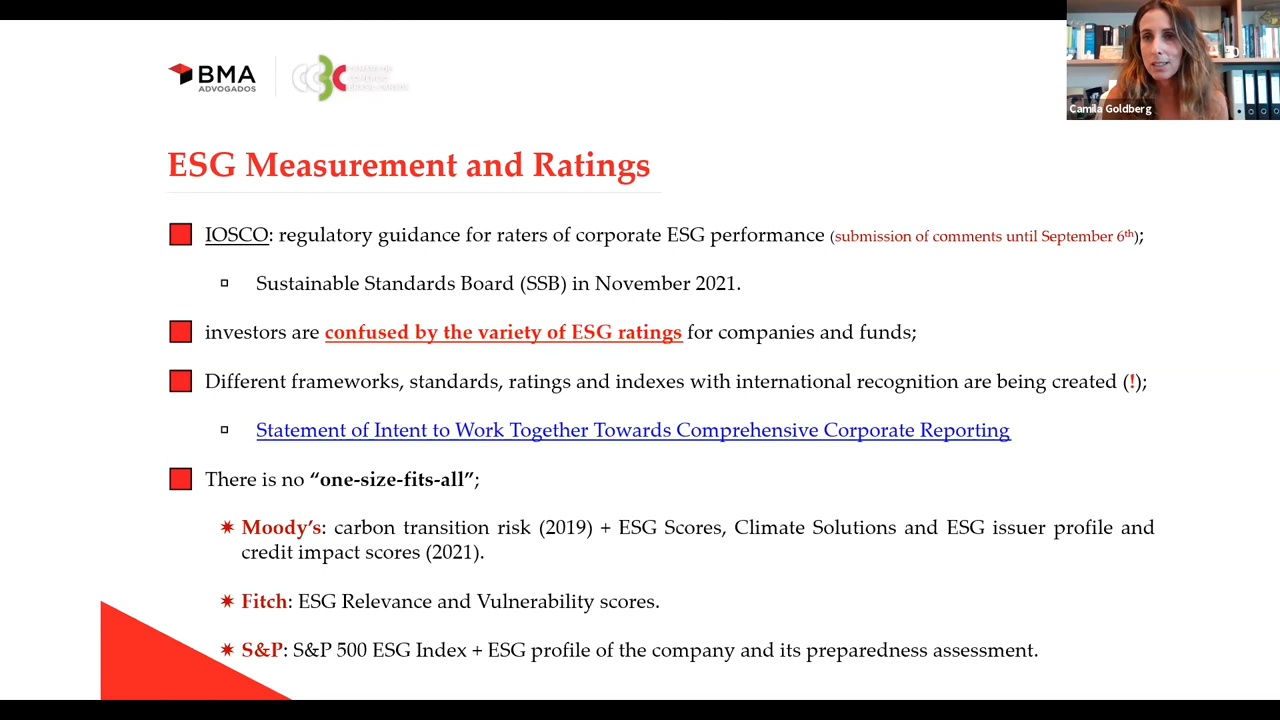 BMA
ADVOGADOS
Camila Goldberg
ESG Measurement and Ratings
IOSCO: regulatory guidance for raters of corporate ESG performance (submission of comments until September 6th);
Sustainable Standards Board (SSB) in November 2021.
investors are confused by the variety of ESG ratings for companies and funds;
Different frameworks, standards, ratings and indexes with international recognition are being created (!);
Statement of Intent to Work Together Towards Comprehensive Corporate Reporting
There is no “one-size-fits-all”;
Moody’s: carbon transition risk (2019) + ESG Scores, Climate Solutions and ESG issuer profile and
credit impact scores (2021).
Fitch: ESG Relevance and Vulnerability scores.
S&P: S&P 500 ESG Index + ESG profile of the company and its preparedness assessment.